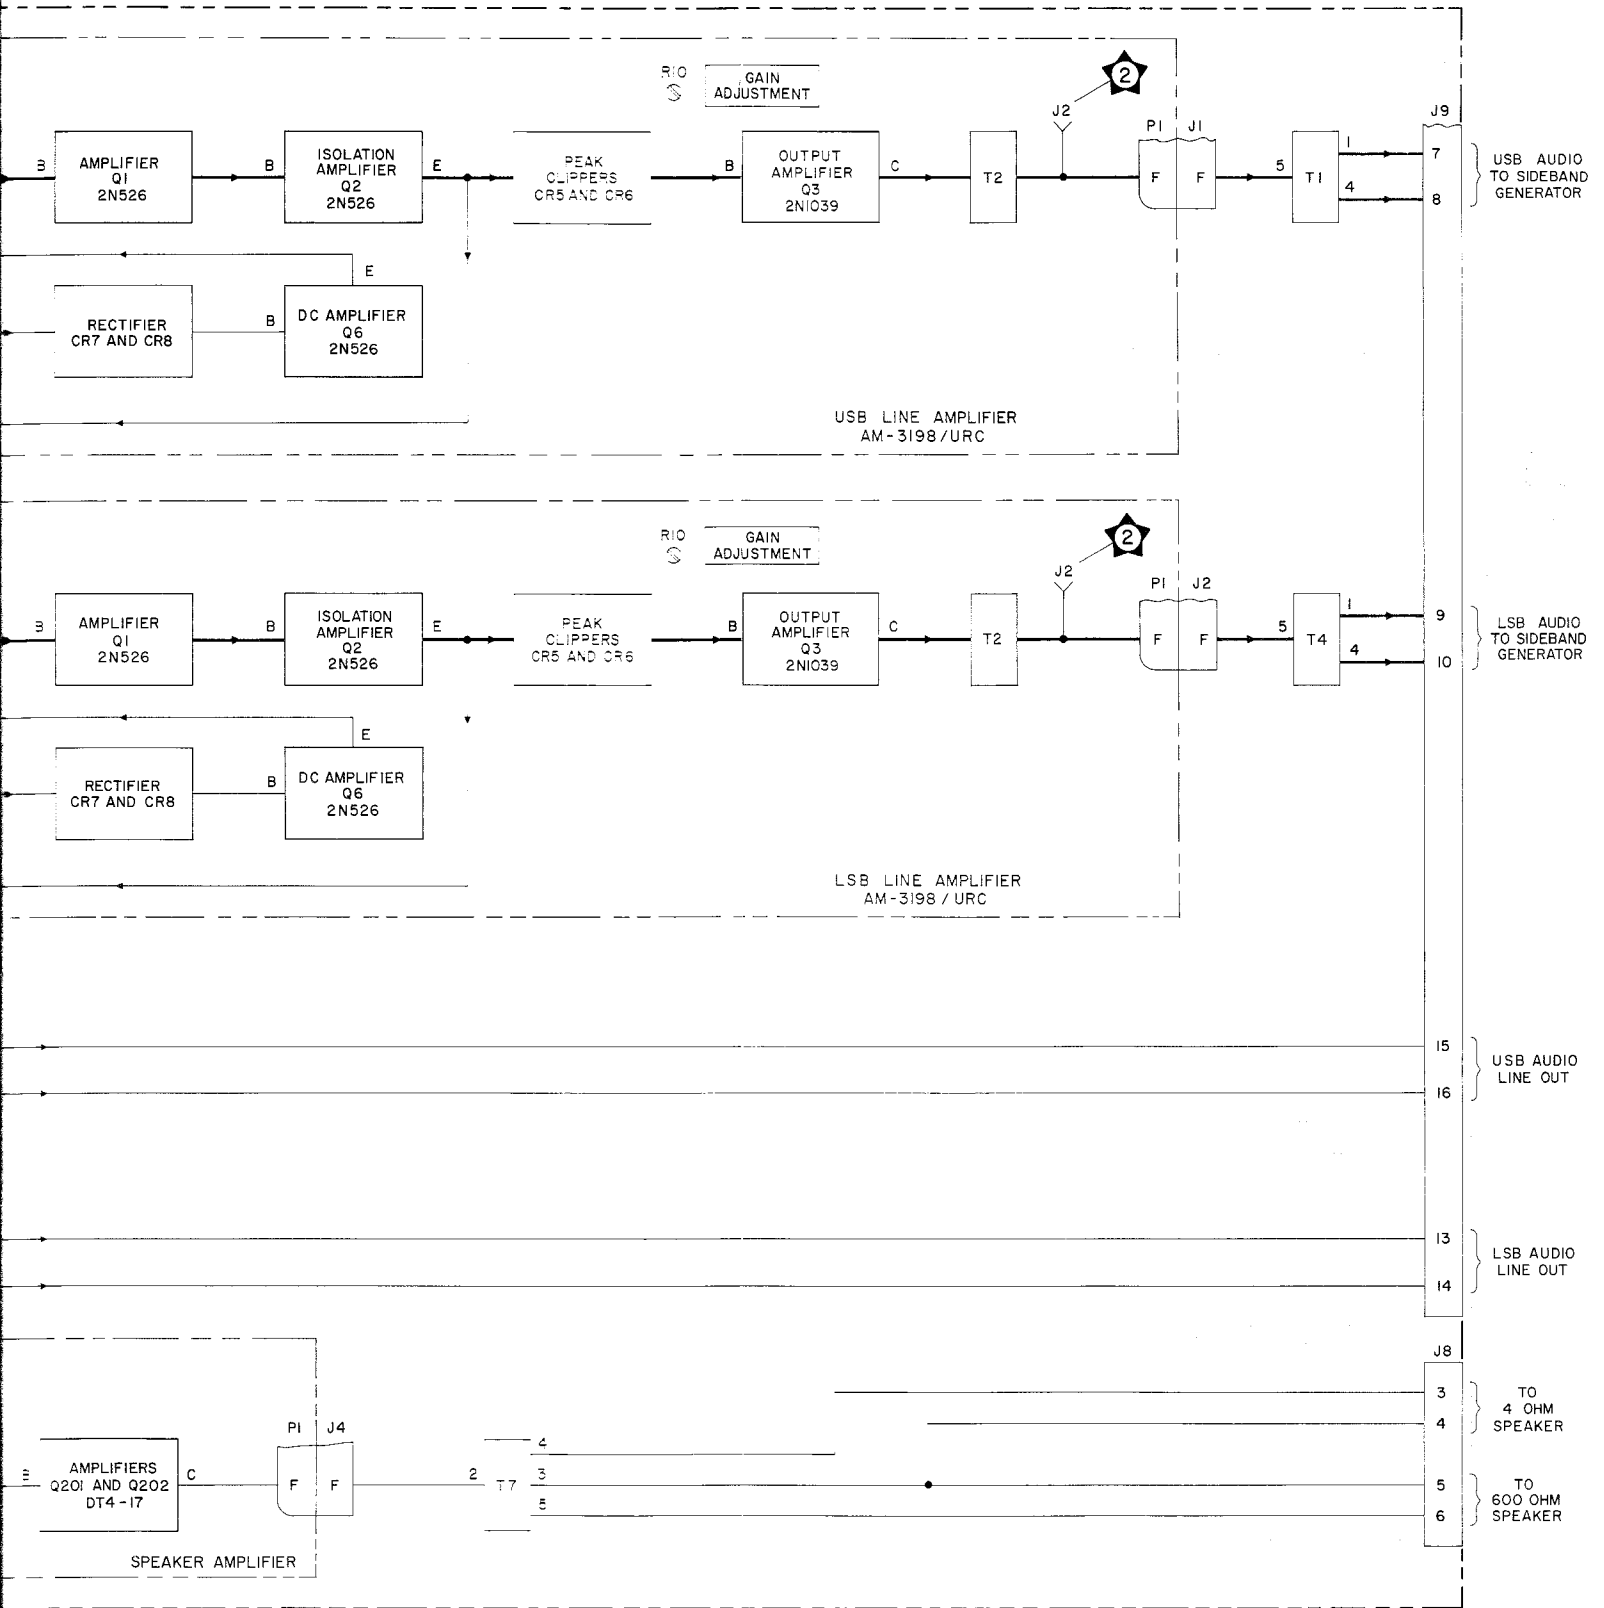 R10
GAIN
ADJUSTMENT
2
J2
P1 J1
J9
B
AMPLIFIER
Q1
2N526
B
ISOLATION
AMPLIFIER
Q2
2N526
E
PEAK
CLIPPERS
CR5 AND CR6
B
OUTPUT
AMPLIFIER
Q3
2N1039
C
T2
F F
5
T1
1
4
7
8
USB AUDIO
TO SIDEBAND
GENERATOR
E
RECTIFIER
CR7 AND CR8
B
DC AMPLIFIER
Q6
2N526
USB LINE AMPLIFIER
AM-3198/URC
R10
GAIN
ADJUSTMENT
2
J2
P1 J2
B
AMPLIFIER
Q1
2N526
B
ISOLATION
AMPLIFIER
Q2
2N526
E
PEAK
CLIPPERS
CR5 AND CR6
B
OUTPUT
AMPLIFIER
Q3
2N1039
C
T2
F F
5
T4
1
4
9
10
LSB AUDIO
TO SIDEBAND
GENERATOR
E
RECTIFIER
CR7 AND CR8
B
DC AMPLIFIER
Q6
2N526
LSB LINE AMPLIFIER
AM-3198/URC
15
16
USB AUDIO
LINE OUT
13
14
LSB AUDIO
LINE OUT
J8
3
4
TO
4 OHM
SPEAKER
P1 J4
AMPLIFIERS
Q201 AND Q202
DT4-17
C
F F
2
T7
4
3
5
5
6
TO
600 OHM
SPEAKER
SPEAKER AMPLIFIER